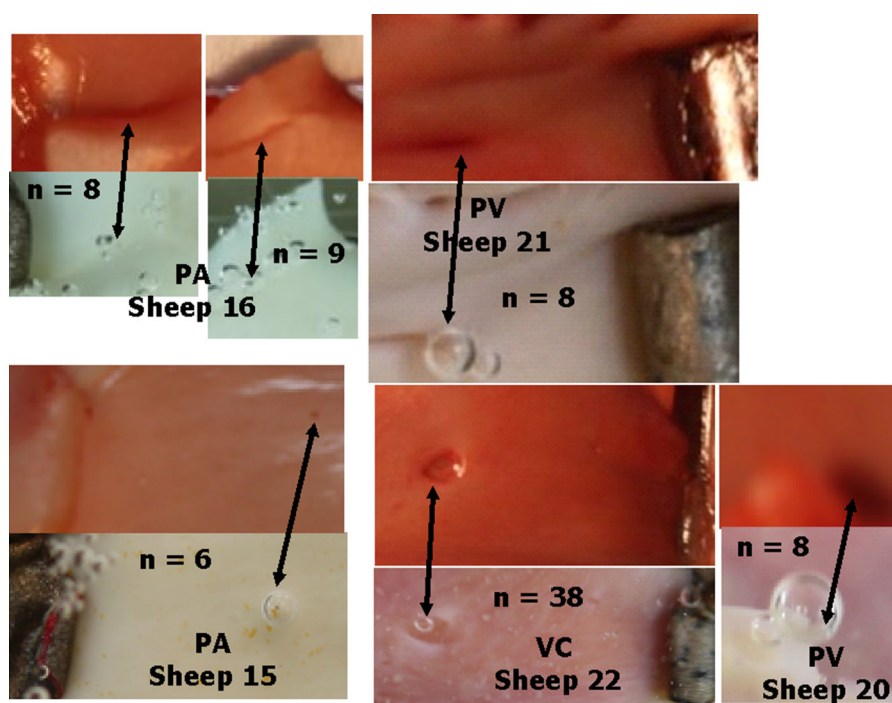 n = 8
n = 9
PA
Sheep 16
PV
Sheep 21
n = 8
n = 6
PA
Sheep 15
n = 38
VC
Sheep 22
n = 8
PV
Sheep 20